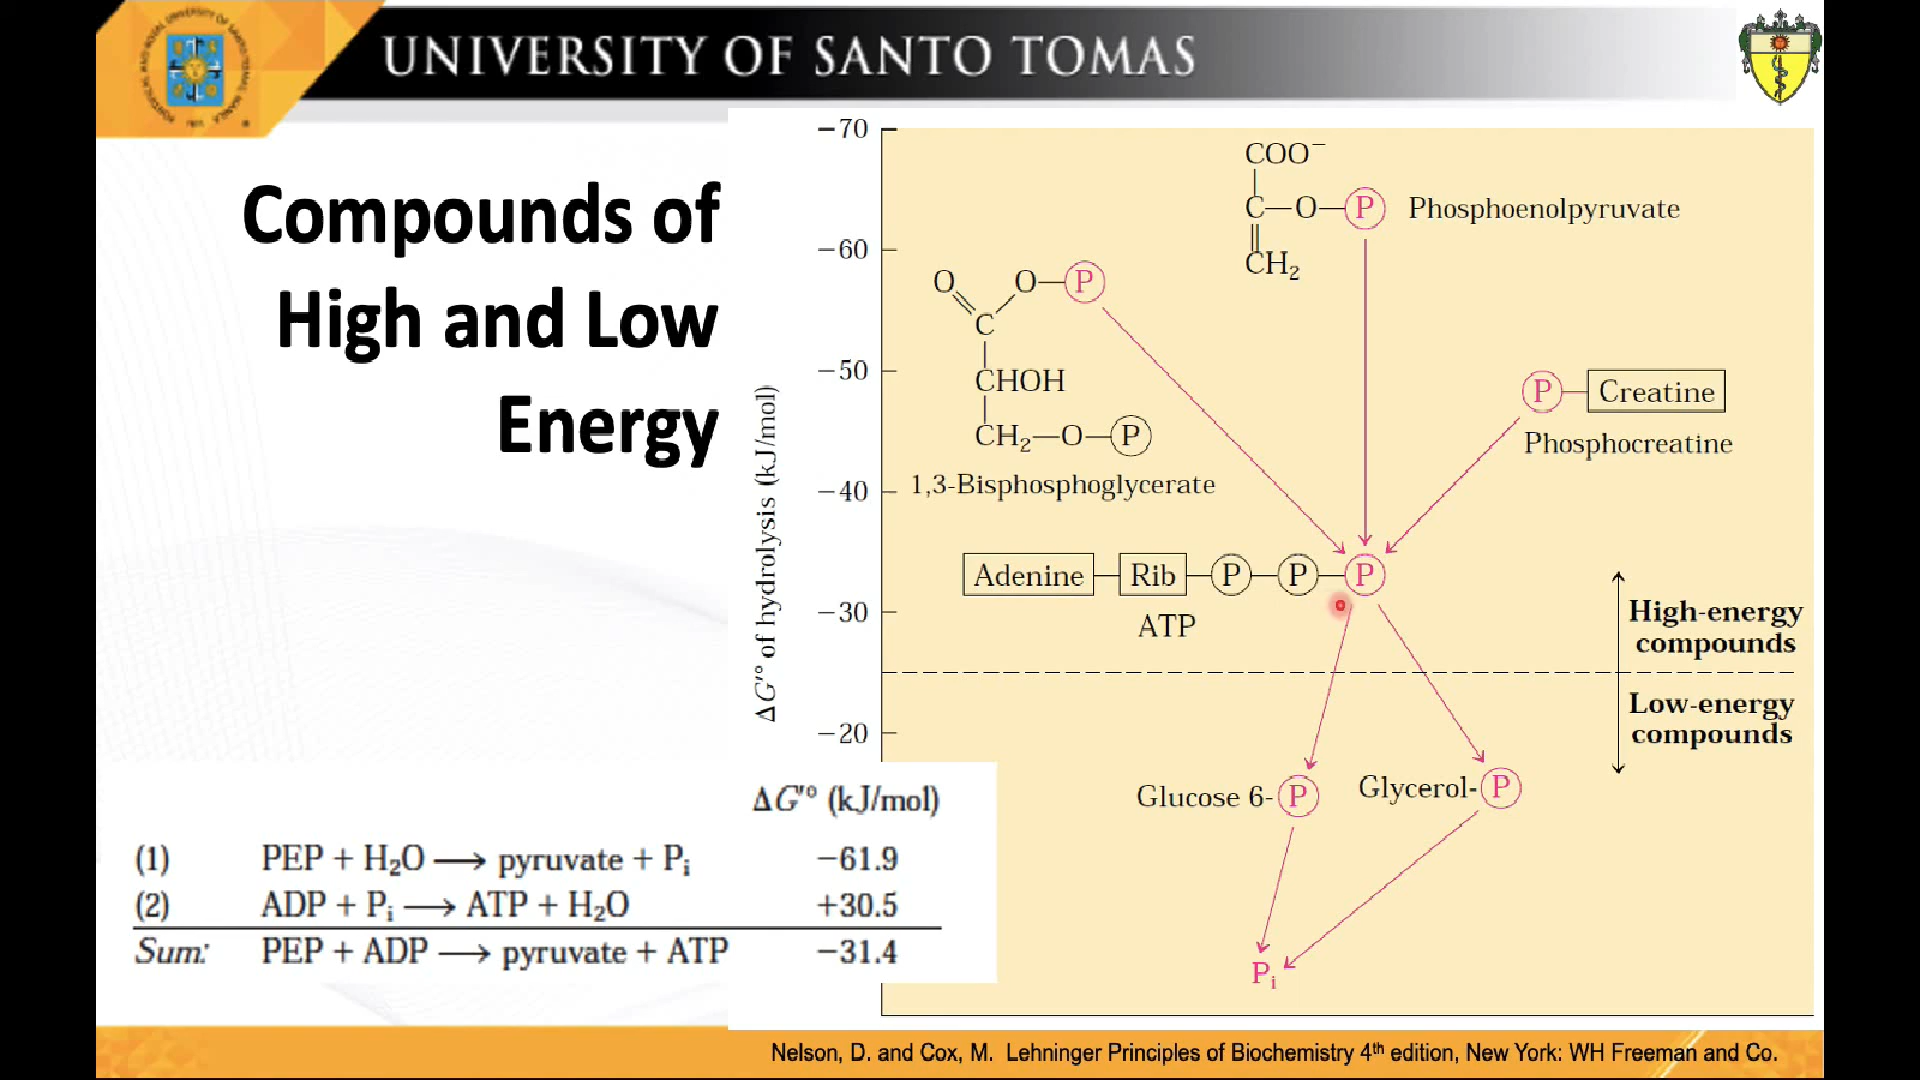 UNIVERSITY OF SANTO TOMAS
Compounds of
High and Low
Energy
ΔG′° of hydrolysis (kJ/mol)
−70
−60
−50
−40
−30
−20
COO⁻
C—O—P Phosphoenolpyruvate
CH₂
O O—P
C
CHOH
CH₂—O—P
1,3-Bisphosphoglycerate
P—Creatine
Phosphocreatine
Adenine—Rib—P—P—P
ATP
High-energy
compounds
Low-energy
compounds
Glucose 6-P
Glycerol-P
Pᵢ
ΔG′° (kJ/mol)
(1) PEP + H₂O ⟶ pyruvate + Pᵢ −61.9
(2) ADP + Pᵢ ⟶ ATP + H₂O +30.5
Sum: PEP + ADP ⟶ pyruvate + ATP −31.4
Nelson, D. and Cox, M. Lehninger Principles of Biochemistry 4th edition, New York: WH Freeman and Co.